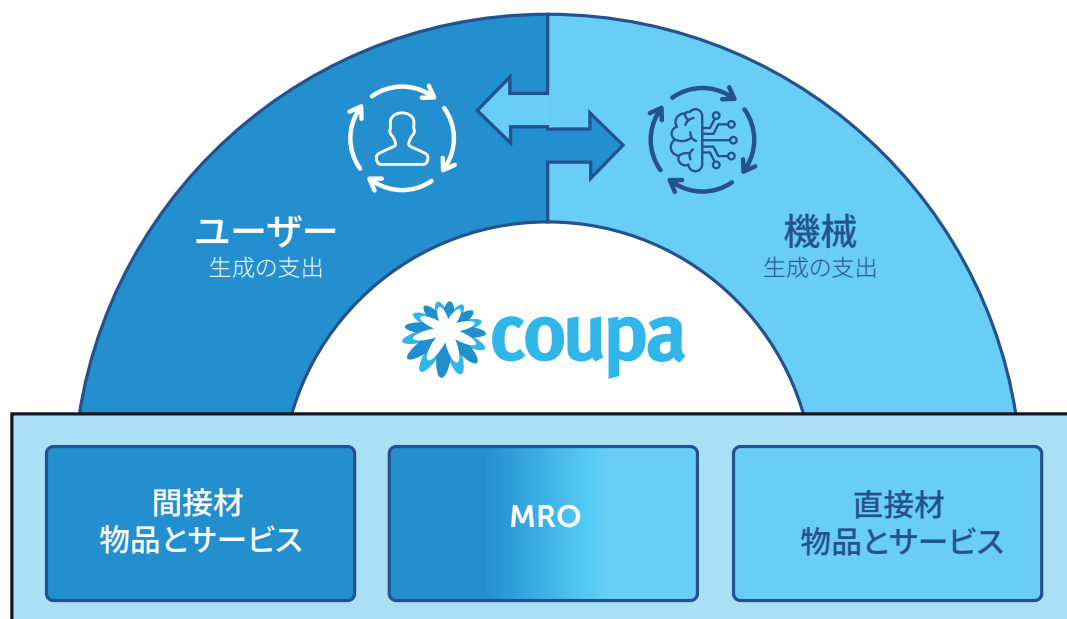 ユーザー
生成の支出
機械
生成の支出
coupa
間接材
物品とサービス
MRO
直接材
物品とサービス